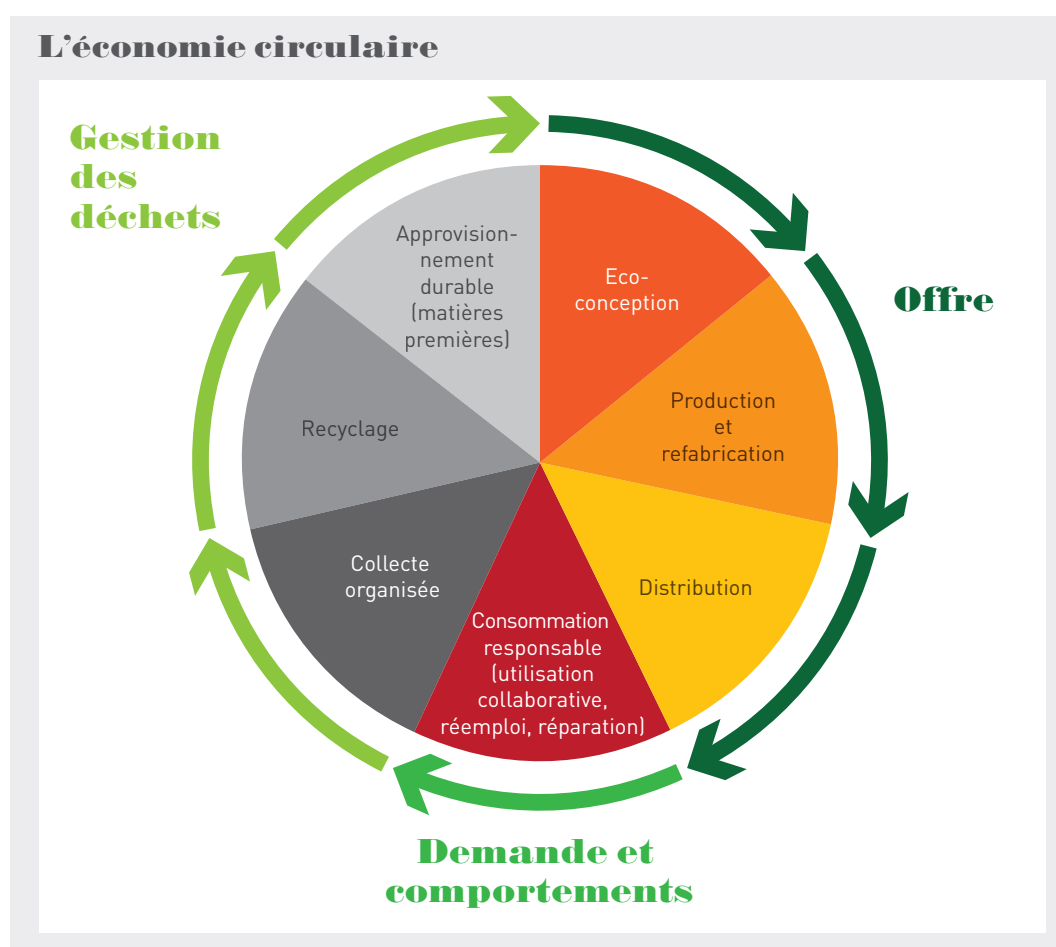 L'économie circulaire
Gestion
des
déchets
Approvision-
nement
durable
(matières
premières)
Eco-
conception
Offre
Production
et
refabrication
Recyclage
Collecte
organisée
Distribution
Consommation
responsable
(utilisation
collaborative,
réemploi, réparation)
Demande et
comportements